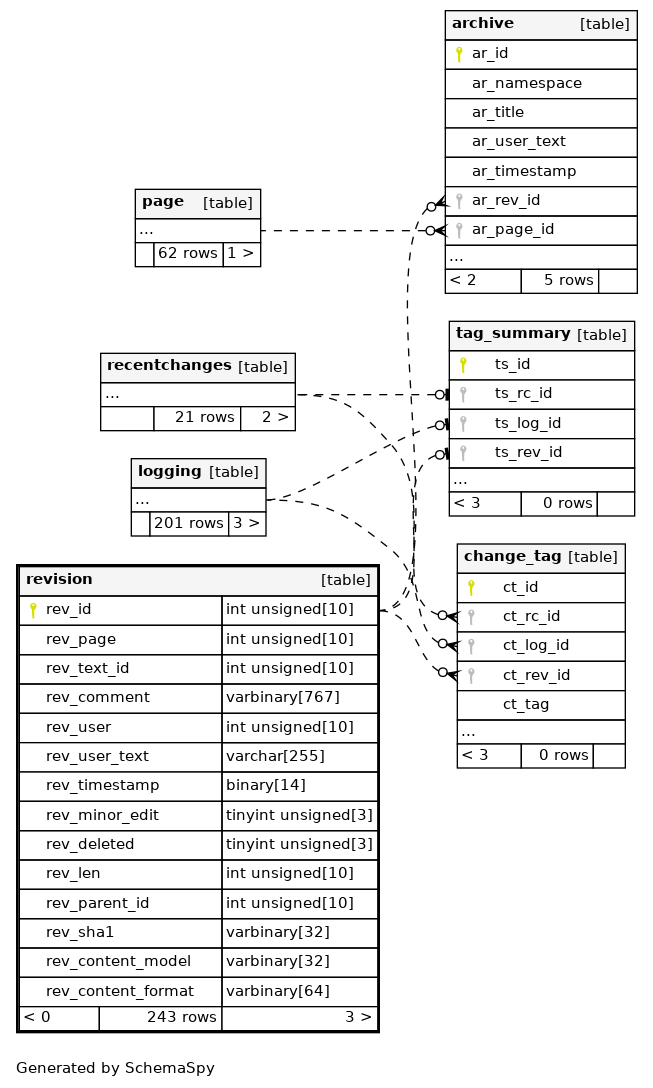 archive [table]
ar_id
ar_namespace
ar_title
ar_user_text
ar_timestamp
ar_rev_id
ar_page_id
...
< 2 5 rows
page [table]
...
62 rows 1 >
tag_summary [table]
ts_id
ts_rc_id
ts_log_id
ts_rev_id
...
< 3 0 rows
recentchanges [table]
...
21 rows 2 >
logging [table]
...
201 rows 3 >
change_tag [table]
ct_id
ct_rc_id
ct_log_id
ct_rev_id
ct_tag
...
< 3 0 rows
revision [table]
rev_id int unsigned[10]
rev_page int unsigned[10]
rev_text_id int unsigned[10]
rev_comment varbinary[767]
rev_user int unsigned[10]
rev_user_text varchar[255]
rev_timestamp binary[14]
rev_minor_edit tinyint unsigned[3]
rev_deleted tinyint unsigned[3]
rev_len int unsigned[10]
rev_parent_id int unsigned[10]
rev_sha1 varbinary[32]
rev_content_model varbinary[32]
rev_content_format varbinary[64]
< 0 243 rows 3 >
Generated by SchemaSpy